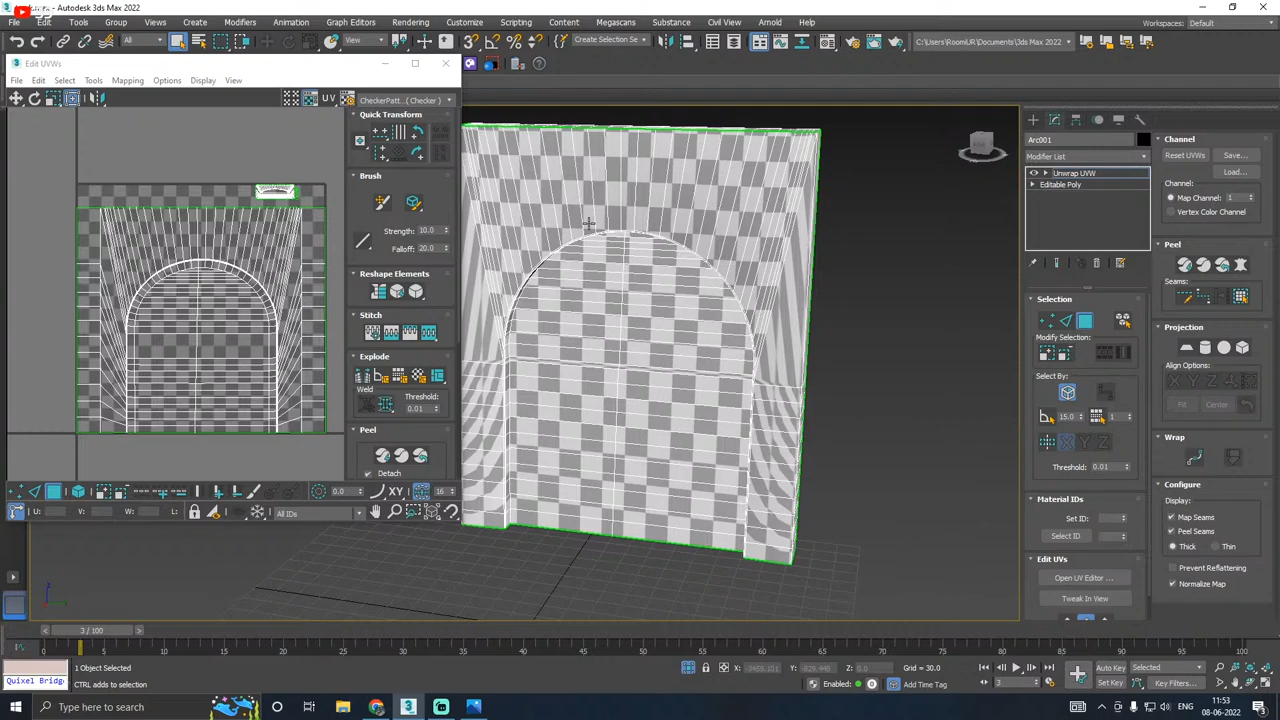 - Autodesk 3ds Max 2022
File Edit Tools Group Views Create Modifiers Animation Graph Editors Rendering Customize Scripting Content Megascans Substance Civil View Arnold Help
Workspaces: Default
All View Create Selection Se C:\Users\RoomUR\Documents\3ds Max 2022
3 Edit UVWs
File Edit Select Tools Mapping Options Display View
UV CheckerPatt... ( Checker )
Quick Transform
Brush
Strength: 10.0
Falloff: 20.0
Reshape Elements
Stitch
Explode
Weld Threshold:
0.01
Peel
Detach
0.0 XY 16
U: V: W: L: All IDs
Arc001
Modifier List
Unwrap UVW
Editable Poly
Selection
Modify Selection:
Select By:
15.0 1
X Y Z
Threshold: 0.01
Material IDs
Set ID:
Select ID
Edit UVs
Open UV Editor ...
Tweak In View
Channel
Reset UVWs Save...
Load...
Channel:
Map Channel: 1
Vertex Color Channel
Peel
Seams:
Projection
Align Options:
X Y Z
Fit Center
Wrap
Configure
Display:
Map Seams
Peel Seams
Thick Thin
Prevent Reflattening
Normalize Map
3 / 100
5 10 15 20 25 30 35 40 45 50 55 60 65 70 75 80 85 90 95 100
1 Object Selected
Quixel Bridg
CTRL adds to selection
X: -3459.101 Y: -829.446 Z: 0.0 Grid = 30.0
Enabled: Add Time Tag
Auto Key Selected
3 Set Key Key Filters...
Type here to search
ENG
11:53
08-06-2022